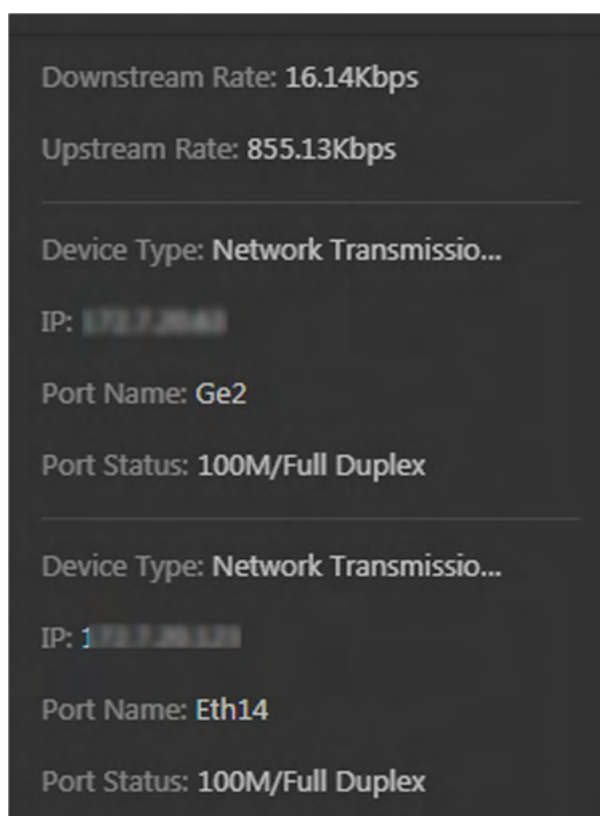 Downstream Rate: 16.14Kbps
Upstream Rate: 855.13Kbps
Device Type: Network Transmissio...
IP:
Port Name: Ge2
Port Status: 100M/Full Duplex
Device Type: Network Transmissio...
IP:
Port Name: Eth14
Port Status: 100M/Full Duplex